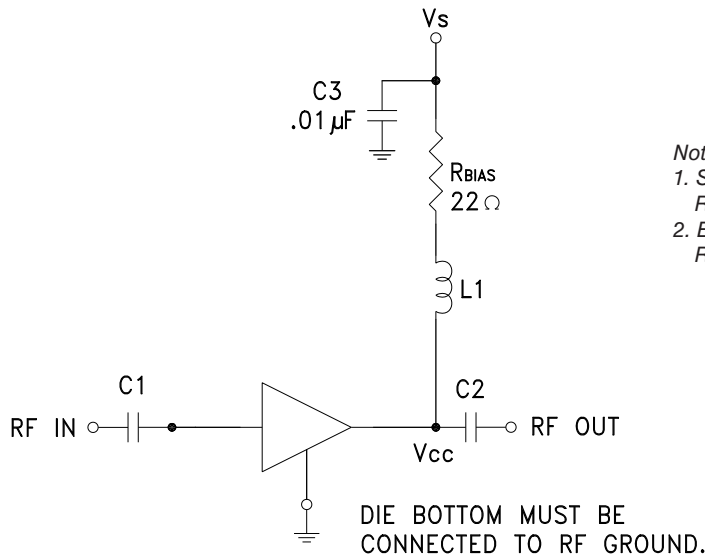 Vs
C3
.01 µF
RBIAS
22 Ω
L1
C1
C2
RF IN
RF OUT
Vcc
DIE BOTTOM MUST BE
CONNECTED TO RF GROUND.
1. S
R
2. E
R